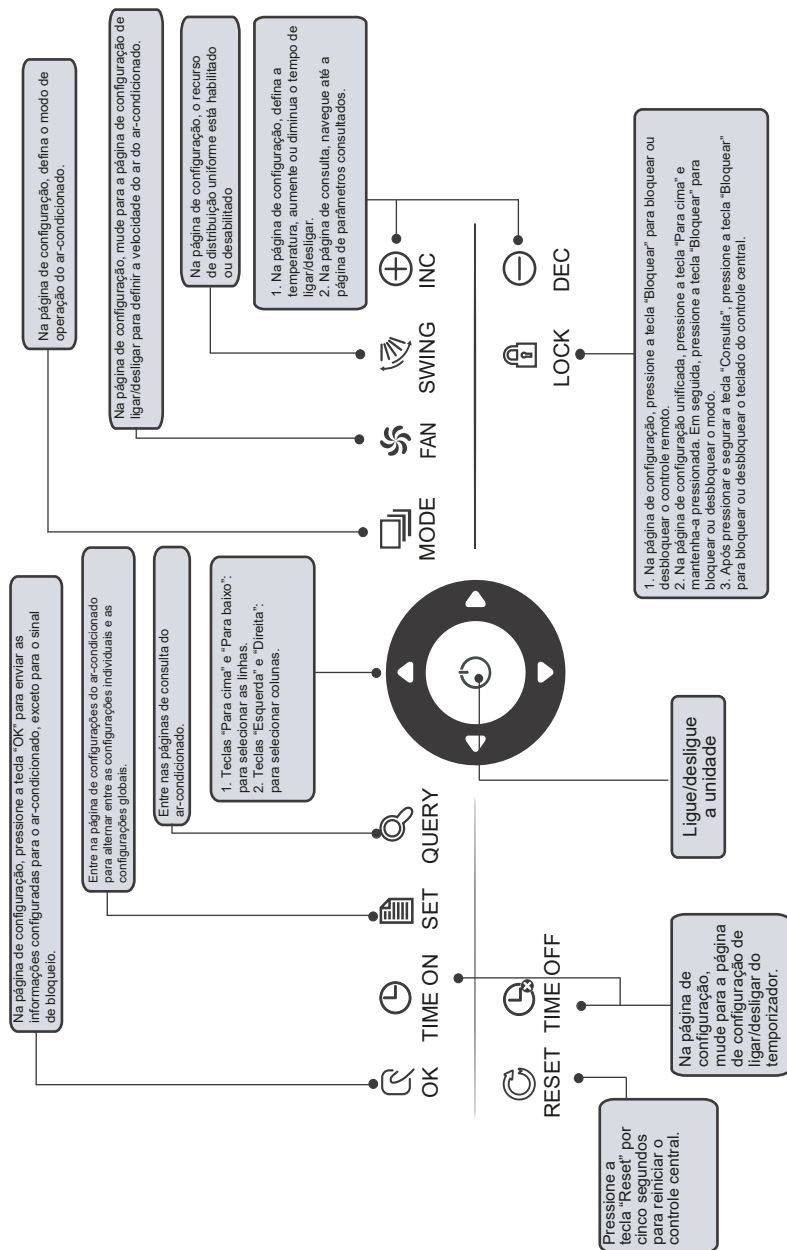 Na página de configuração, pressione a tecla “OK” para enviar as
informações configuradas para o ar-condicionado, exceto para o sinal
de bloqueio.
Entre na página de configurações do ar-condicionado
para alternar entre as configurações individuais e as
configurações globais.
Entre nas páginas de consulta do
ar-condicionado.
1. Teclas “Para cima” e “Para baixo”:
para selecionar as linhas.
2. Teclas “Esquerda” e “Direita”:
para selecionar colunas.
Na página de configuração, defina o modo de
operação do ar-condicionado.
Na página de configuração, mude para a página de configuração de
ligar/desligar para definir a velocidade do ar do ar-condicionado.
Na página de configuração, o recurso
de distribuição uniforme está habilitado
ou desabilitado
1. Na página de configuração, defina a
temperatura, aumente ou diminua o tempo de
ligar/desligar.
2. Na página de consulta, navegue até a
página de parâmetros consultados.
OK
TIME ON
SET
QUERY
MODE
FAN
SWING
INC
RESET
TIME OFF
LOCK
DEC
Pressione a
tecla “Reset” por
cinco segundos
para reiniciar o
controle central.
Na página de
configuração,
mude para a página
de configuração de
ligar/desligar do
temporizador.
Ligue/desligue
a unidade
1. Na página de configuração, pressione a tecla “Bloquear” para bloquear ou
desbloquear o controle remoto.
2. Na página de configuração unificada, pressione a tecla “Para cima” e
mantenha-a pressionada. Em seguida, pressione a tecla “Bloquear” para
bloquear ou desbloquear o modo.
3. Após pressionar e segurar a tecla “Consulta”, pressione a tecla “Bloquear”
para bloquear ou desbloquear o teclado do controle central.